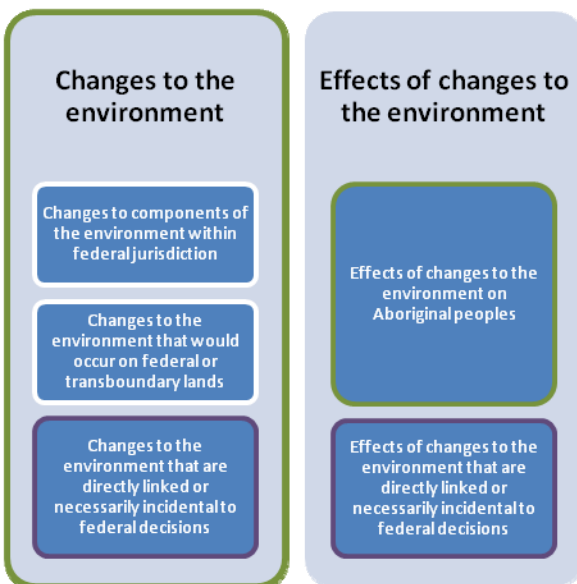 Changes to the
environment
Changes to components of
the environment within
federal jurisdiction
Changes to the
environment that would
occur on federal or
transboundary lands
Changes to the
environment that are
directly linked or
necessarily incidental to
federal decisions
Effects of changes to
the environment
Effects of changes to the
environment on
Aboriginal peoples
Effects of changes to the
environment that are
directly linked or
necessarily incidental to
federal decisions